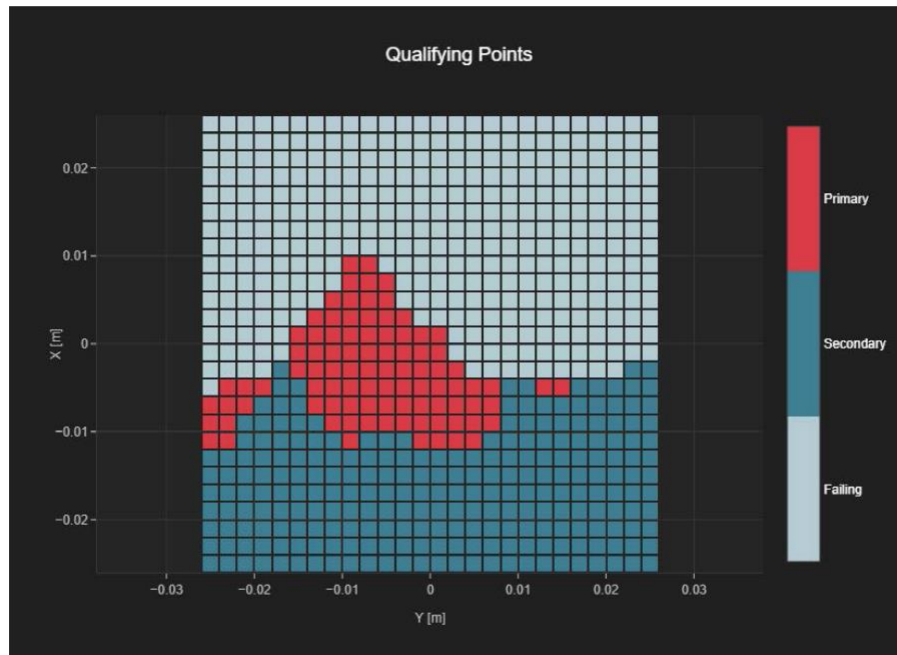 Qualifying Points
0.02
0.01
0
−0.01
−0.02
X [m]
−0.03
−0.02
−0.01
0
0.01
0.02
0.03
Y [m]
Primary
Secondary
Failing